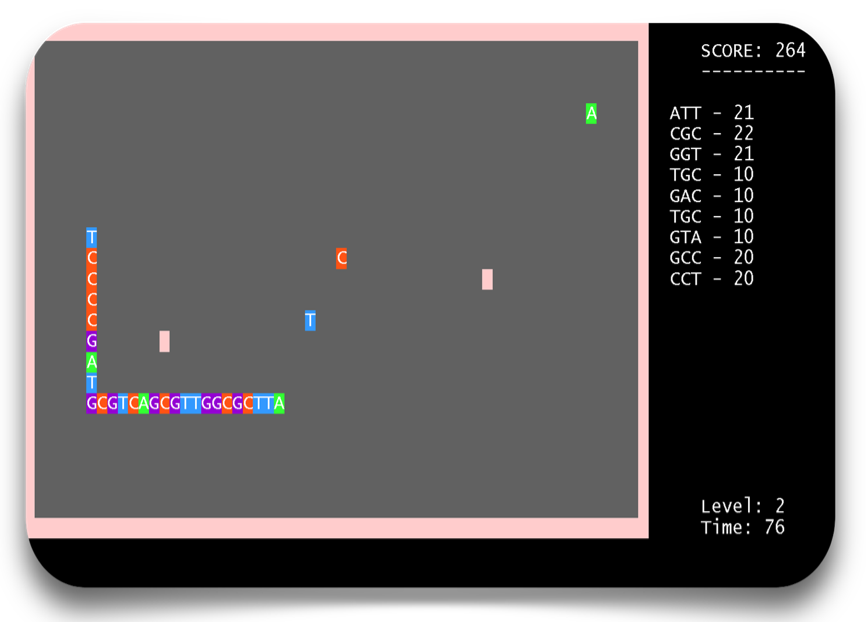 SCORE: 264
----------
A
ATT - 21
CGC - 22
GGT - 21
TGC - 10
GAC - 10
TGC - 10
GTA - 10
GCC - 20
CCT - 20
T
C
C
C
C
C
T
G
A
T
GCGTCAGCGTTGGCGCTTA
Level: 2
Time: 76